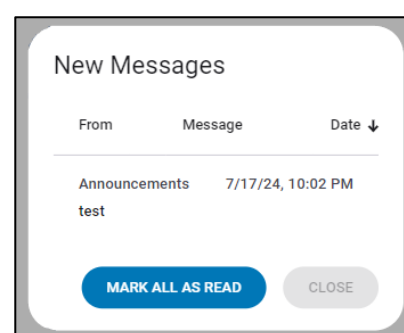 New Messages
From Message Date ↓
Announcements 7/17/24, 10:02 PM
test
MARK ALL AS READ CLOSE